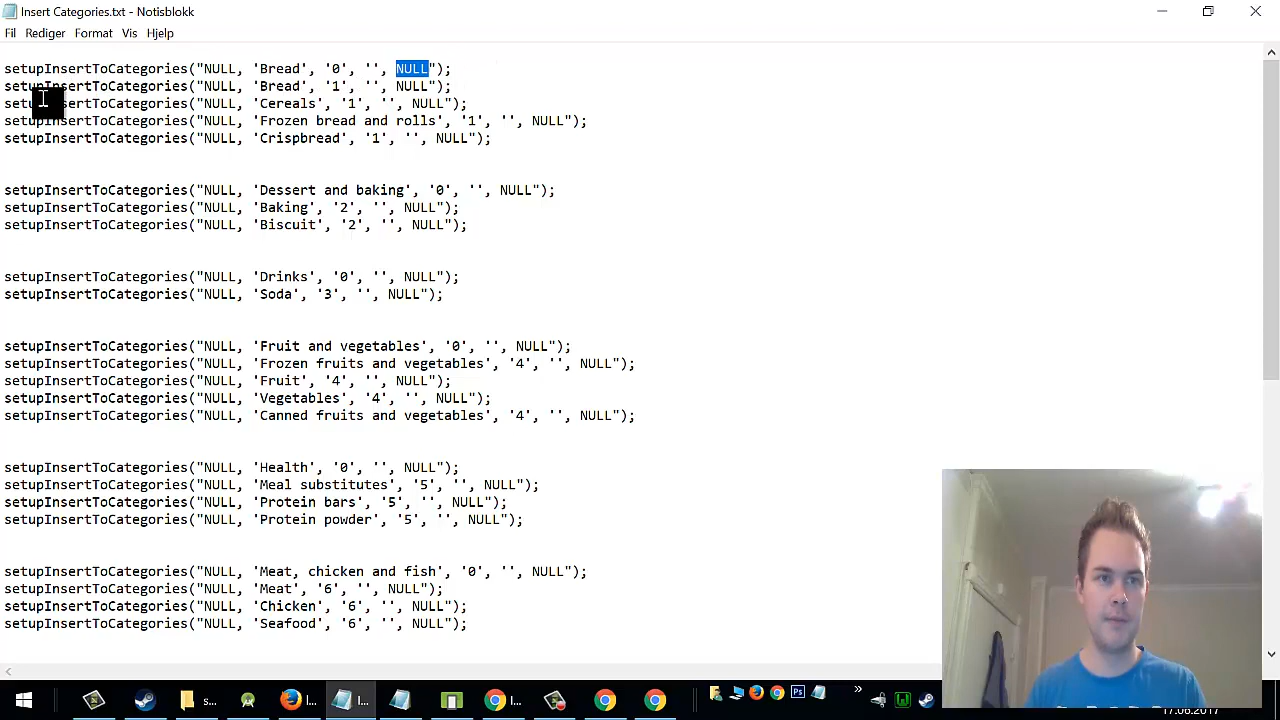 Insert Categories.txt - Notisblokk
Fil Rediger Format Vis Hjelp
setupInsertToCategories("NULL, 'Bread', '0', '', NULL");
setupInsertToCategories("NULL, 'Bread', '1', '', NULL");
setupInsertToCategories("NULL, 'Cereals', '1', '', NULL");
setupInsertToCategories("NULL, 'Frozen bread and rolls', '1', '', NULL");
setupInsertToCategories("NULL, 'Crispbread', '1', '', NULL");
setupInsertToCategories("NULL, 'Dessert and baking', '0', '', NULL");
setupInsertToCategories("NULL, 'Baking', '2', '', NULL");
setupInsertToCategories("NULL, 'Biscuit', '2', '', NULL");
setupInsertToCategories("NULL, 'Drinks', '0', '', NULL");
setupInsertToCategories("NULL, 'Soda', '3', '', NULL");
setupInsertToCategories("NULL, 'Fruit and vegetables', '0', '', NULL");
setupInsertToCategories("NULL, 'Frozen fruits and vegetables', '4', '', NULL");
setupInsertToCategories("NULL, 'Fruit', '4', '', NULL");
setupInsertToCategories("NULL, 'Vegetables', '4', '', NULL");
setupInsertToCategories("NULL, 'Canned fruits and vegetables', '4', '', NULL");
setupInsertToCategories("NULL, 'Health', '0', '', NULL");
setupInsertToCategories("NULL, 'Meal substitutes', '5', '', NULL");
setupInsertToCategories("NULL, 'Protein bars', '5', '', NULL");
setupInsertToCategories("NULL, 'Protein powder', '5', '', NULL");
setupInsertToCategories("NULL, 'Meat, chicken and fish', '0', '', NULL");
setupInsertToCategories("NULL, 'Meat', '6', '', NULL");
setupInsertToCategories("NULL, 'Chicken', '6', '', NULL");
setupInsertToCategories("NULL, 'Seafood', '6', '', NULL");
s... I... I... I...
17.06.2017